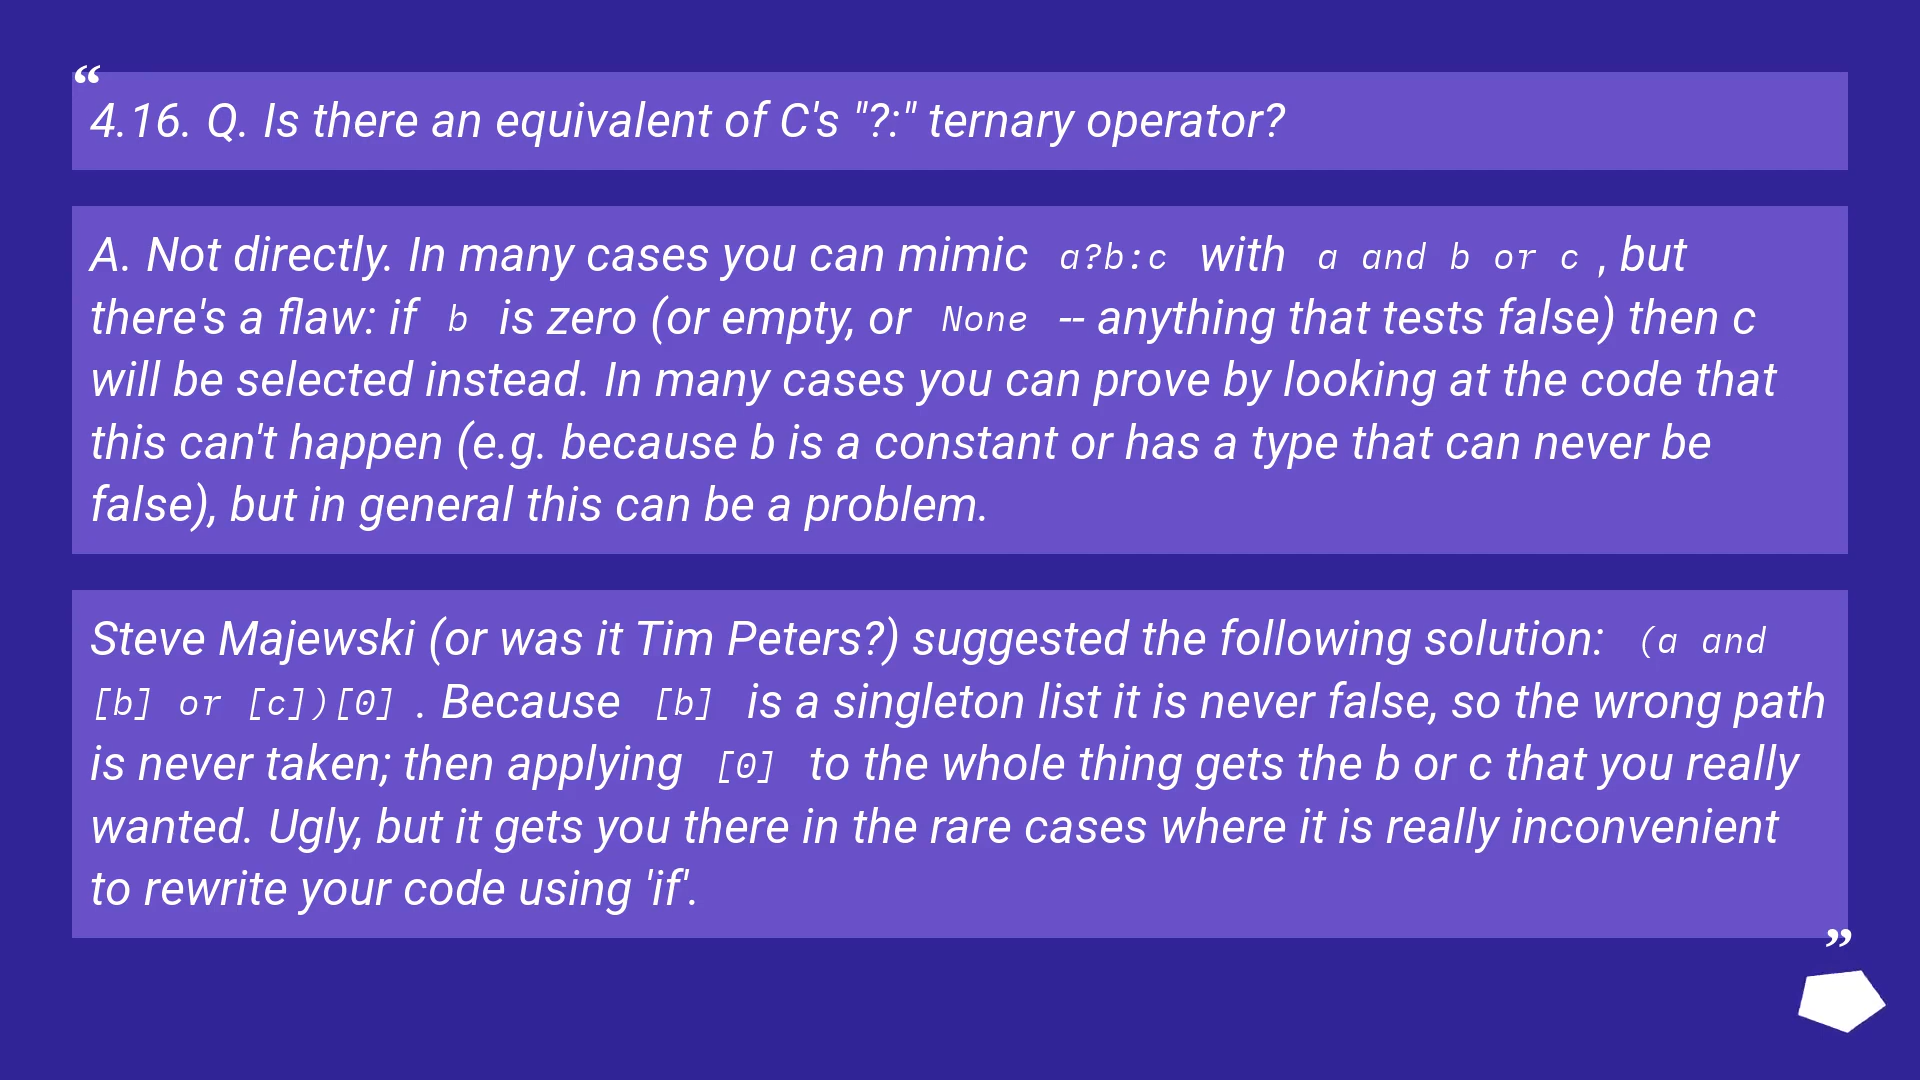 “
4.16. Q. Is there an equivalent of C's "?:" ternary operator?
A. Not directly. In many cases you can mimic a?b:c with a and b or c , but
there's a flaw: if b is zero (or empty, or None -- anything that tests false) then c
will be selected instead. In many cases you can prove by looking at the code that
this can't happen (e.g. because b is a constant or has a type that can never be
false), but in general this can be a problem.
Steve Majewski (or was it Tim Peters?) suggested the following solution: (a and
[b] or [c])[0] . Because [b] is a singleton list it is never false, so the wrong path
is never taken; then applying [0] to the whole thing gets the b or c that you really
wanted. Ugly, but it gets you there in the rare cases where it is really inconvenient
to rewrite your code using 'if'.
”